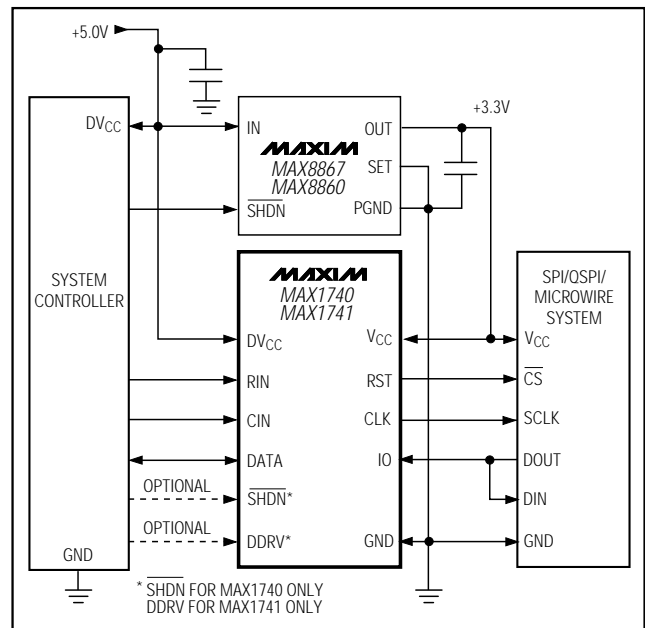 +5.0V
+3.3V
DVCC
IN
OUT
MAXIM
MAX8867
MAX8860
SET
SHDN
PGND
SYSTEM
CONTROLLER
MAXIM
MAX1740
MAX1741
SPI/QSPI/
MICROWIRE
SYSTEM
DVCC
VCC
VCC
RIN
RST
CS
CIN
CLK
SCLK
DATA
IO
DOUT
OPTIONAL
SHDN*
DIN
OPTIONAL
DDRV*
GND
GND
GND
* SHDN FOR MAX1740 ONLY
DDRV FOR MAX1741 ONLY